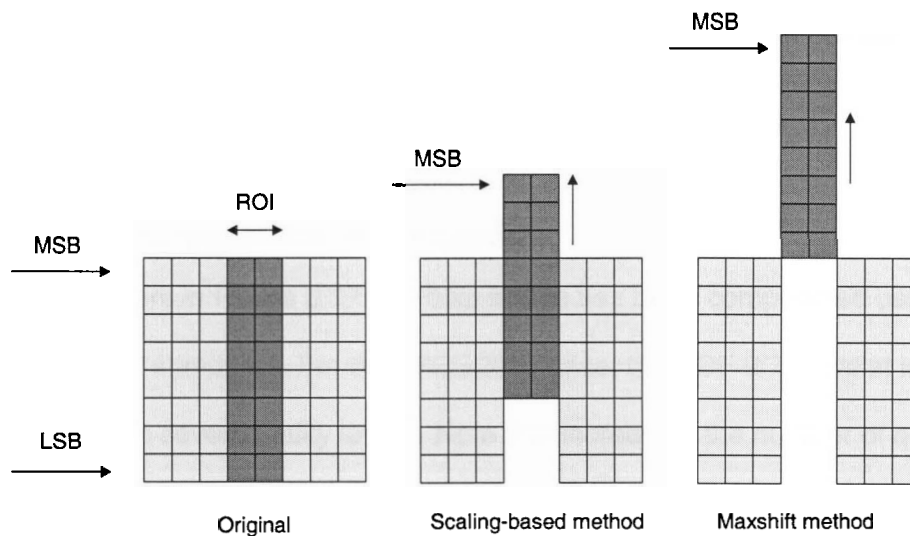 MSB
MSB
ROI
MSB
LSB
Original
Scaling-based method
Maxshift method